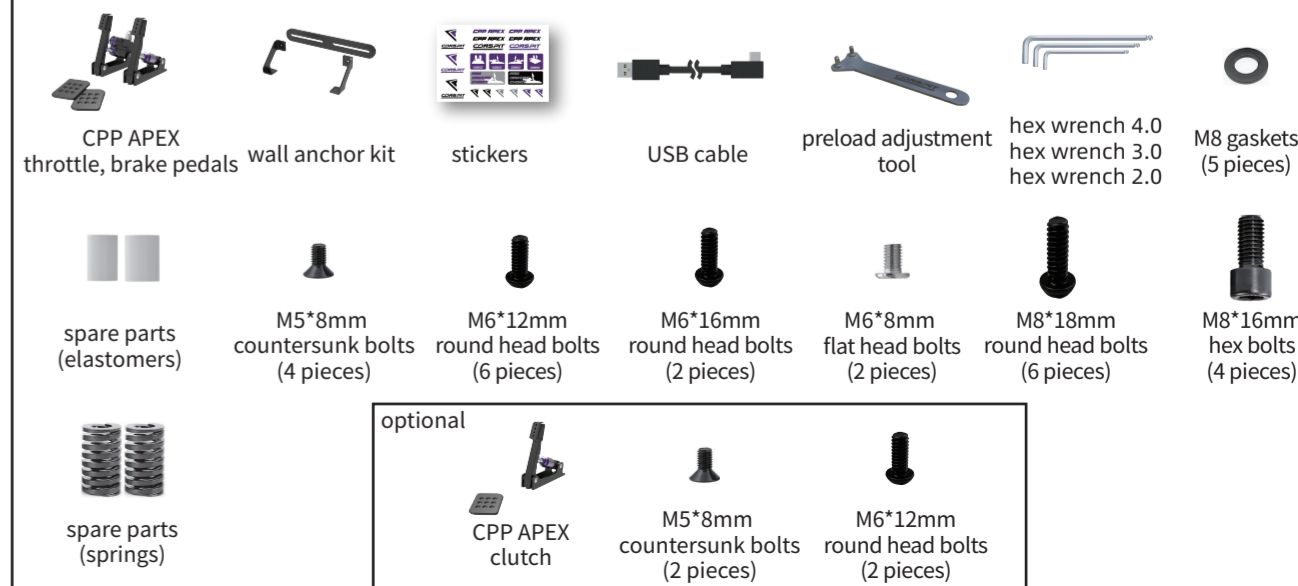 CPP APEX
throttle, brake pedals
wall anchor kit
stickers
USB cable
preload adjustment
tool
hex wrench 4.0
hex wrench 3.0
hex wrench 2.0
M8 gaskets
(5 pieces)
spare parts
(elastomers)
M5*8mm
countersunk bolts
(4 pieces)
M6*12mm
round head bolts
(6 pieces)
M6*16mm
round head bolts
(2 pieces)
M6*8mm
flat head bolts
(2 pieces)
M8*18mm
round head bolts
(6 pieces)
M8*16mm
hex bolts
(4 pieces)
spare parts
(springs)
optional
CPP APEX
clutch
M5*8mm
countersunk bolts
(2 pieces)
M6*12mm
round head bolts
(2 pieces)